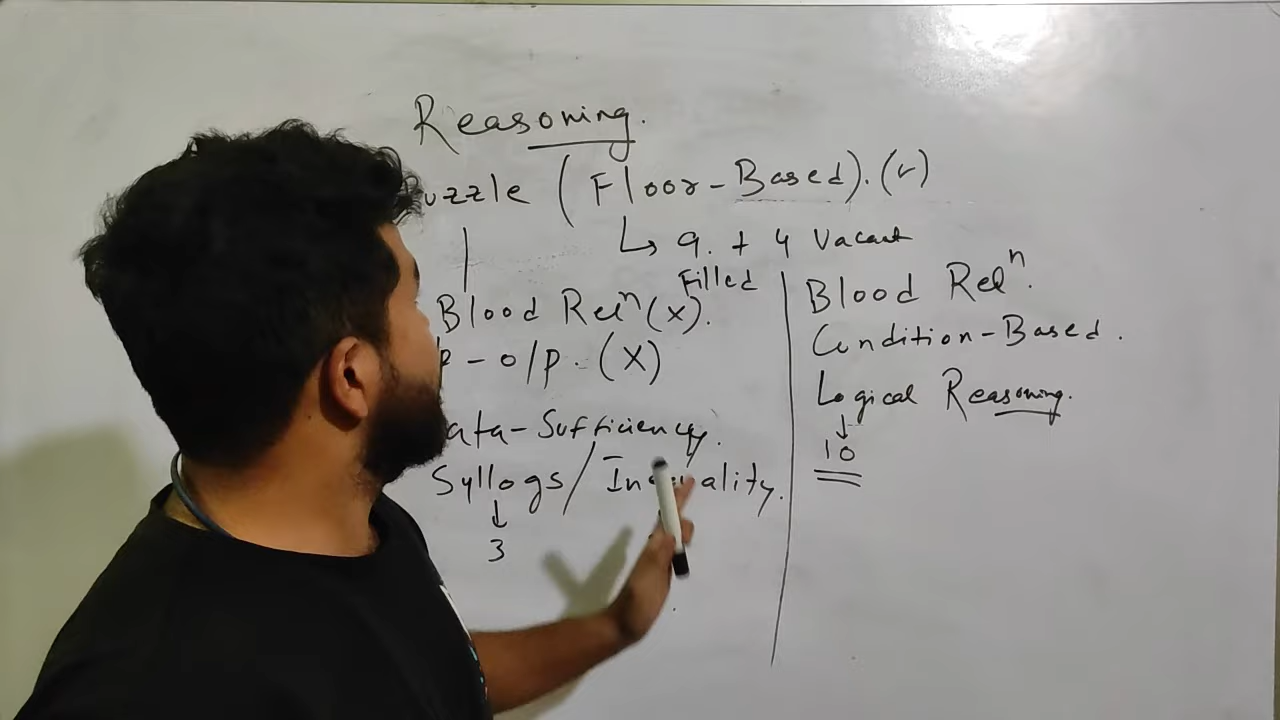 Reasoning.
Puzzle (Floor-Based). (✓)
↳ 9. + 4 Vacant
Filled
Blood Relⁿ (x).
p - o/p. (X)
ata-Sufficiency.
Syllogs / Inequality.
↓
3
Blood Relⁿ.
Condition-Based.
Logical Reasoning.
↓
10